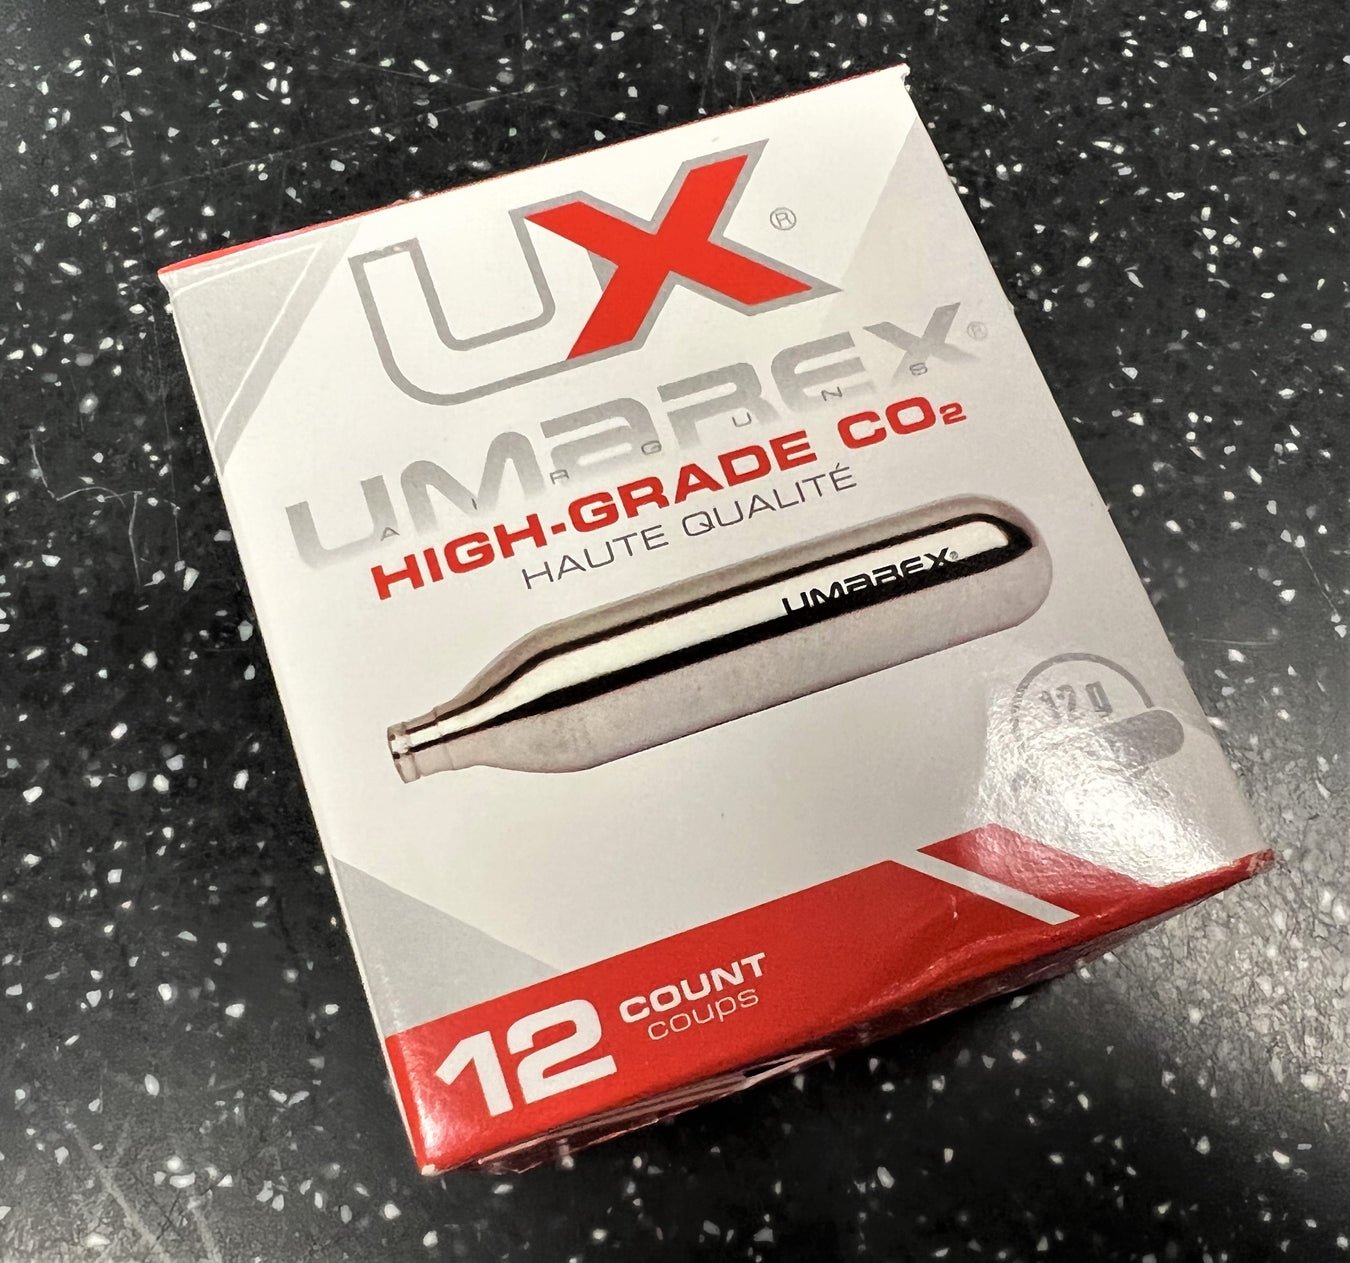 UX®
UMAREX®
AIRGUNS
HIGH-GRADE CO₂
HAUTE QUALITÉ
UMAREX®
12 g
12 COUNT
coups